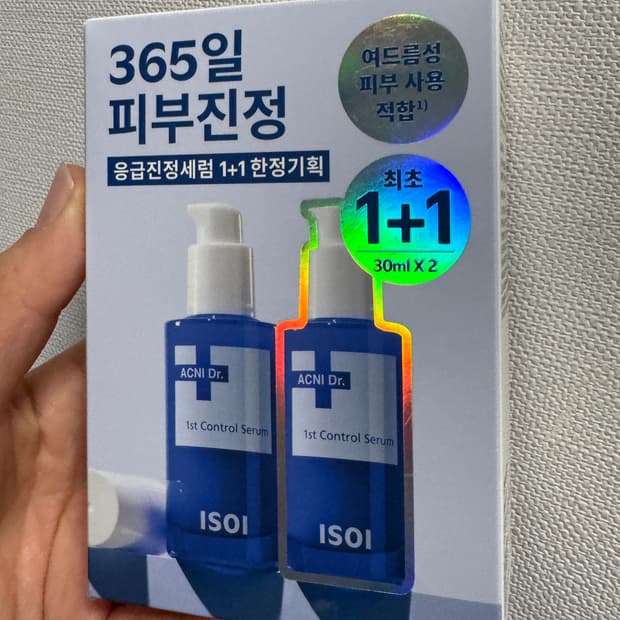 365일
피부진정
응급진정세럼 1+1 한정기획
여드름성
피부 사용
적합¹⁾
최초
1+1
30ml X 2
ACNI Dr.
1st Control Serum
ISOI
ACNI Dr.
1st Control Serum
ISOI